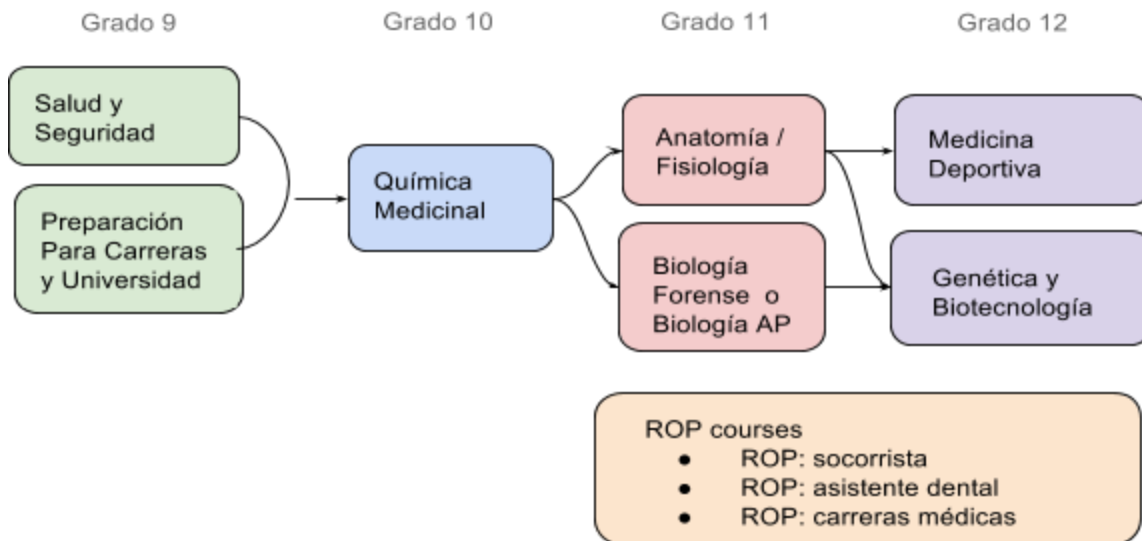 Grado 9
Grado 10
Grado 11
Grado 12
Salud y
Seguridad
Preparación
Para Carreras
y Universidad
Química
Medicinal
Anatomía /
Fisiología
Biología
Forense o
Biología AP
Medicina
Deportiva
Genética y
Biotecnología
ROP courses
● ROP: socorrista
● ROP: asistente dental
● ROP: carreras médicas